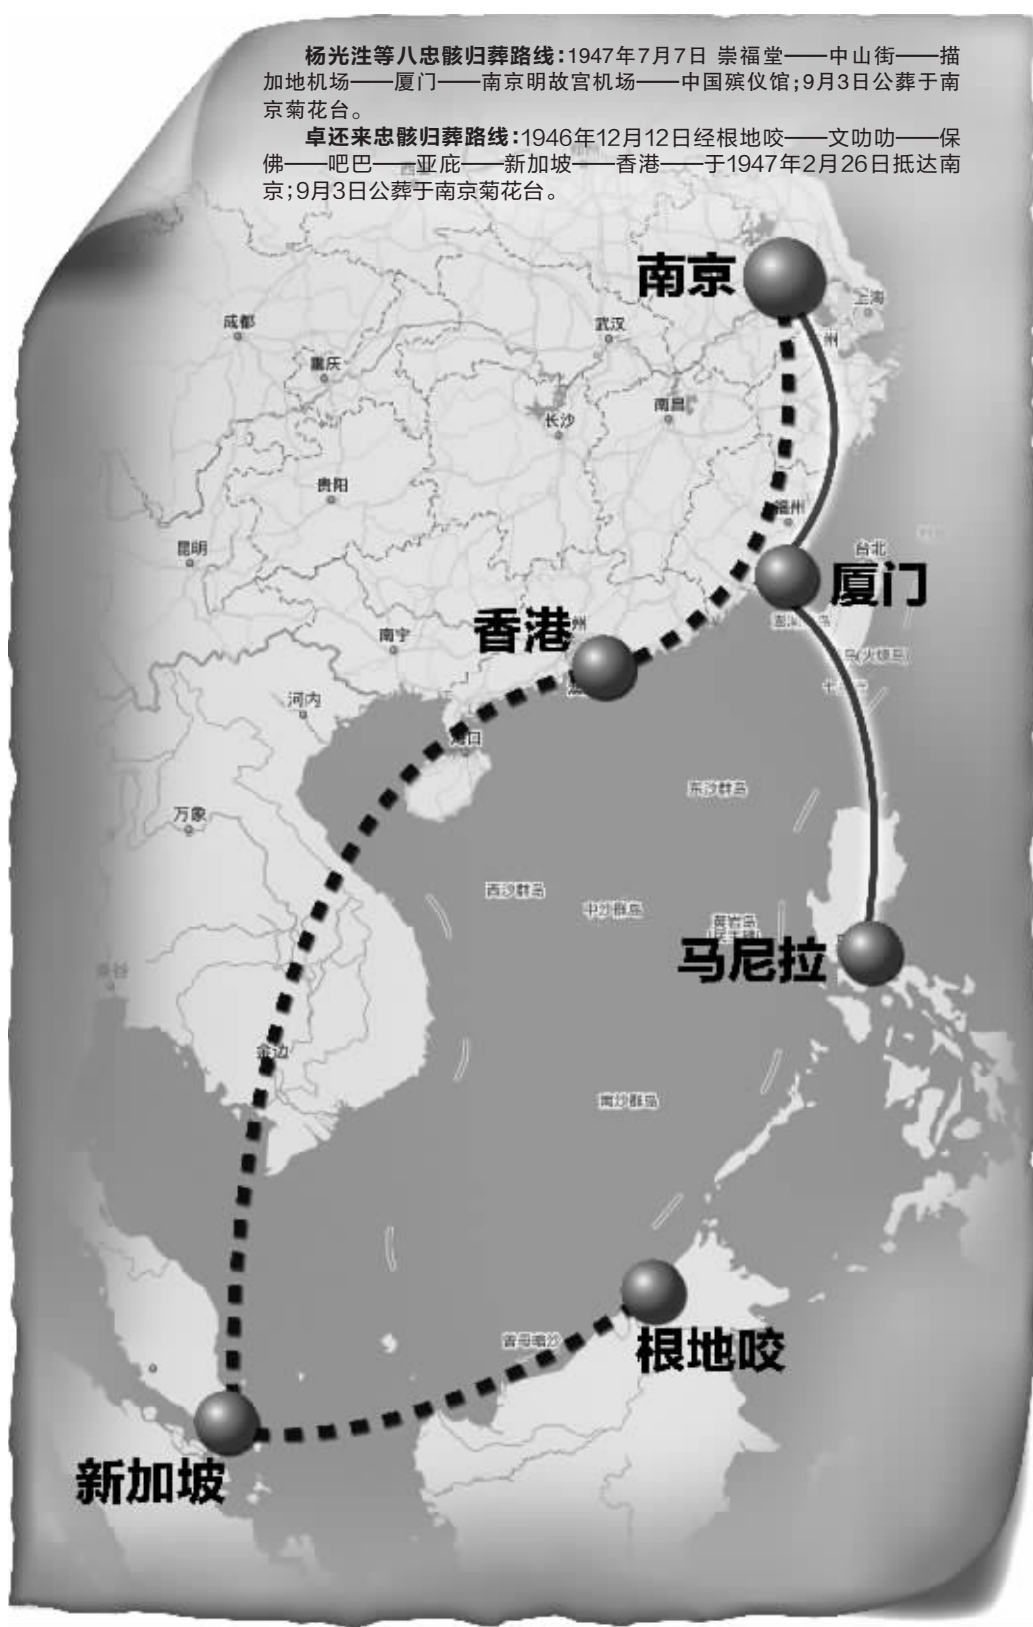 杨光泩等八忠骸归葬路线：1947年7月7日 崇福堂——中山街——描
加地机场——厦门——南京明故宫机场——中国殡仪馆；9月3日公葬于南
京菊花台。
卓还来忠骸归葬路线：1946年12月12日经根地咬——文叻叻——保
佛——吧巴——亚庇——新加坡——香港——于1947年2月26日抵达南
京；9月3日公葬于南京菊花台。
南京
上海
州
成都
武汉
重庆
南昌
长沙
贵阳
福州
昆明
台北
厦门
香港
州
南宁
河内
海口
东沙群岛
万象
西沙群岛
中沙群岛
黄岩岛
马尼拉
金边
南沙群岛
曾母暗沙
根地咬
新加坡